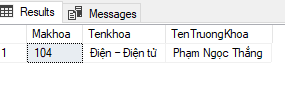 Results Messages
Makhoa Tenkhoa TenTruongKhoa
1 104 Điện – Điện tử Phạm Ngọc Thắng